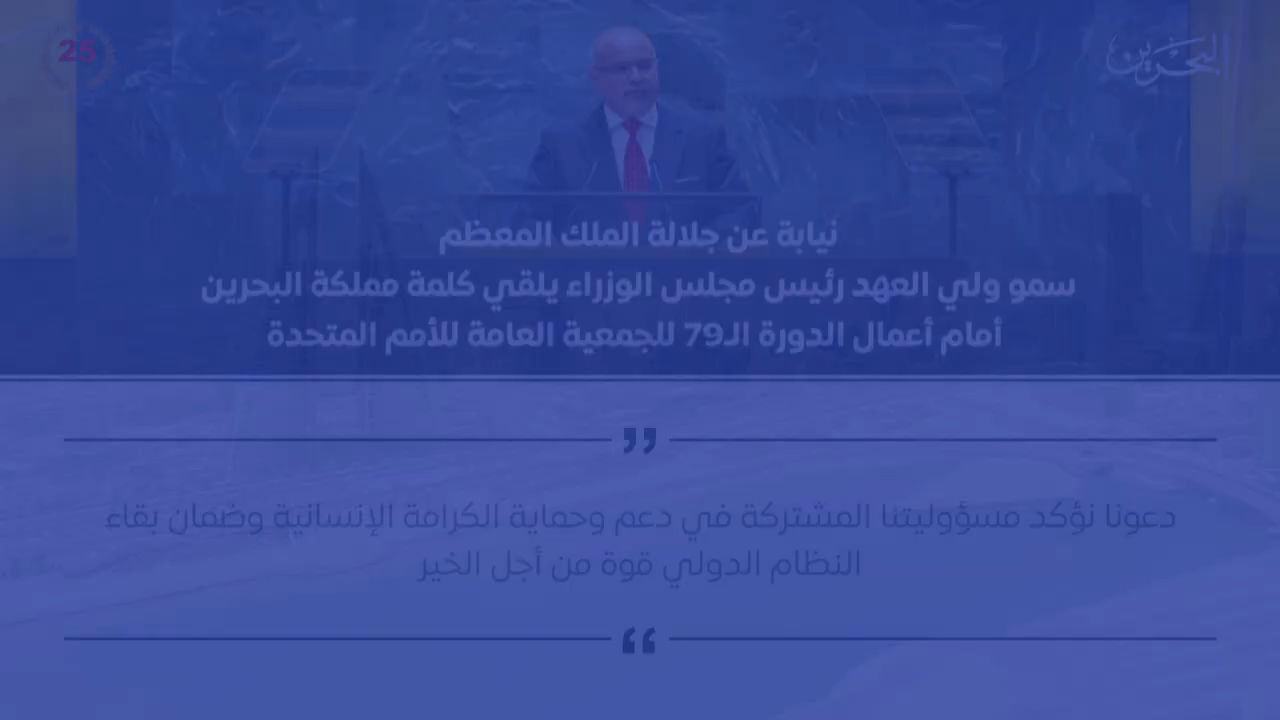 25
البحرين
نيابة عن جلالة الملك المعظم
سمو ولي العهد رئيس مجلس الوزراء يلقي كلمة مملكة البحرين
أمام أعمال الدورة الـ79 للجمعية العامة للأمم المتحدة
”
دعونا نؤكد مسؤوليتنا المشتركة في دعم وحماية الكرامة الإنسانية وضمان بقاء
النظام الدولي قوة من أجل الخير
“